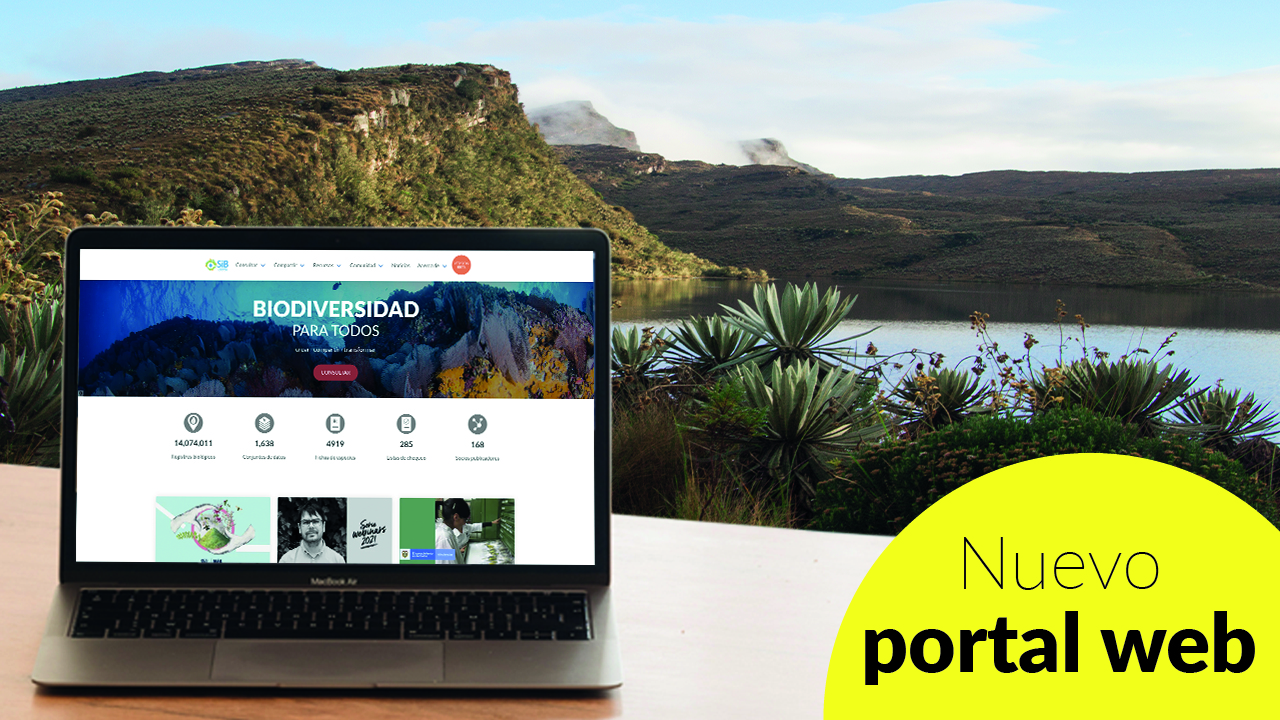 SiB
Consultar Compartir Recursos Comunidad Noticias Acerca de
BIODIVERSIDAD
PARA TODOS
CONSULTAR
14,074,011 1,638 4919 285 168
Registros biológicos Conjuntos de datos Fichas de especies Listas de chequeo Socios publicadores
Serie
webinars
2021
MacBook Air
Nuevo
portal web